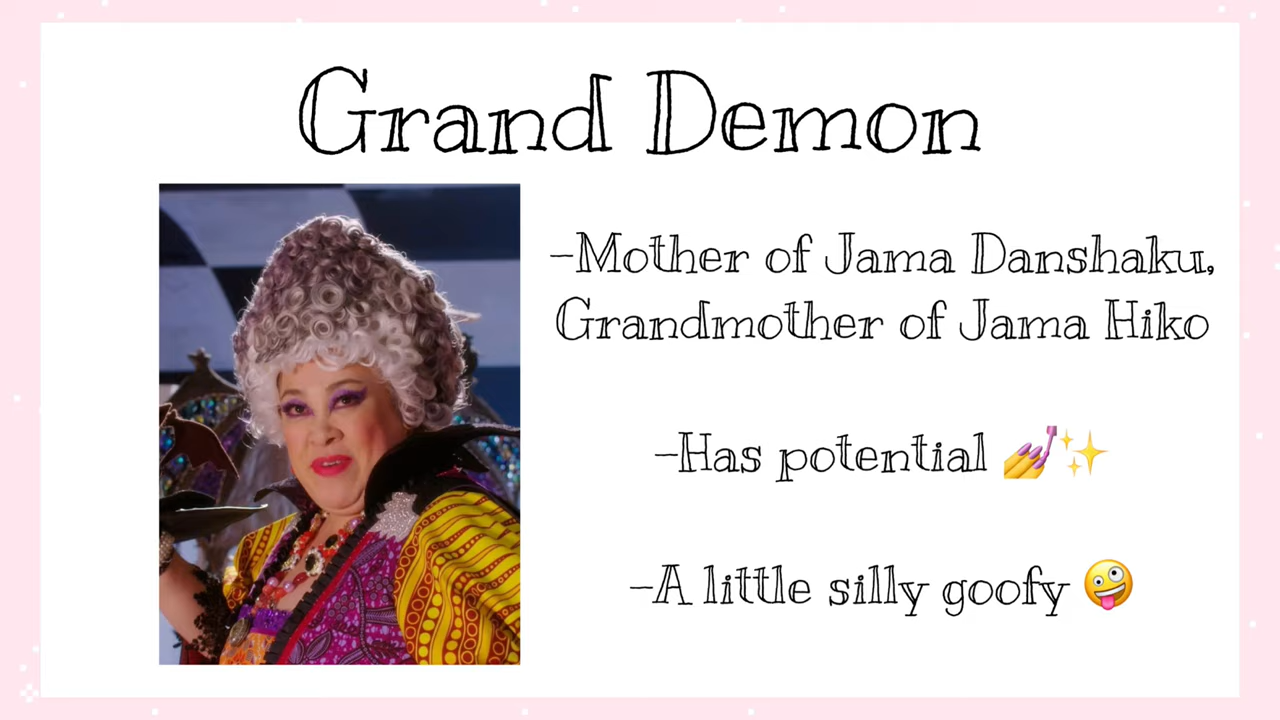 Grand Demon
-Mother of Jama Danshaku,
Grandmother of Jama Hiko
-Has potential 💅✨
-A little silly goofy 🤪